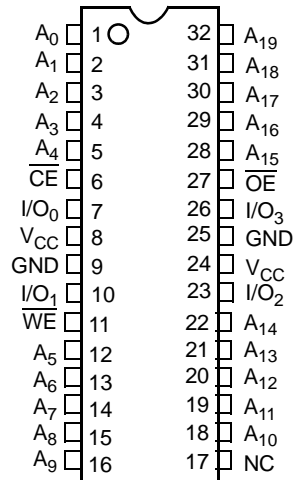 A0 1 32 A19
A1 2 31 A18
A2 3 30 A17
A3 4 29 A16
A4 5 28 A15
C̅E̅ 6 27 O̅E̅
I/O0 7 26 I/O3
VCC 8 25 GND
GND 9 24 VCC
I/O1 10 23 I/O2
W̅E̅ 11 22 A14
A5 12 21 A13
A6 13 20 A12
A7 14 19 A11
A8 15 18 A10
A9 16 17 NC